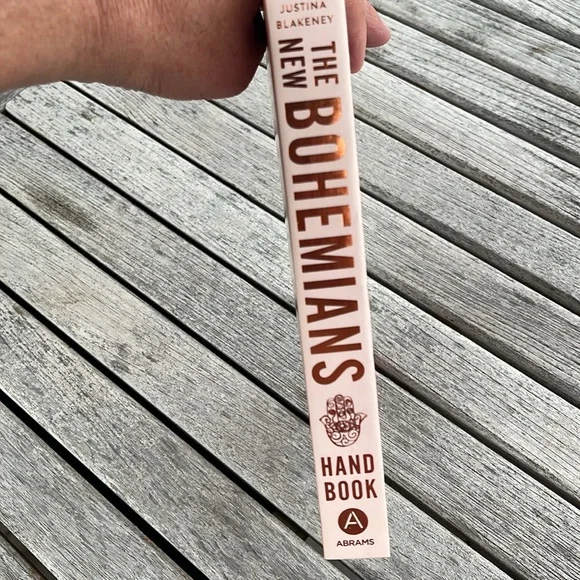 JUSTINA
BLAKENEY
THE
NEW
BOHEMIANS
HAND
BOOK
A
ABRAMS